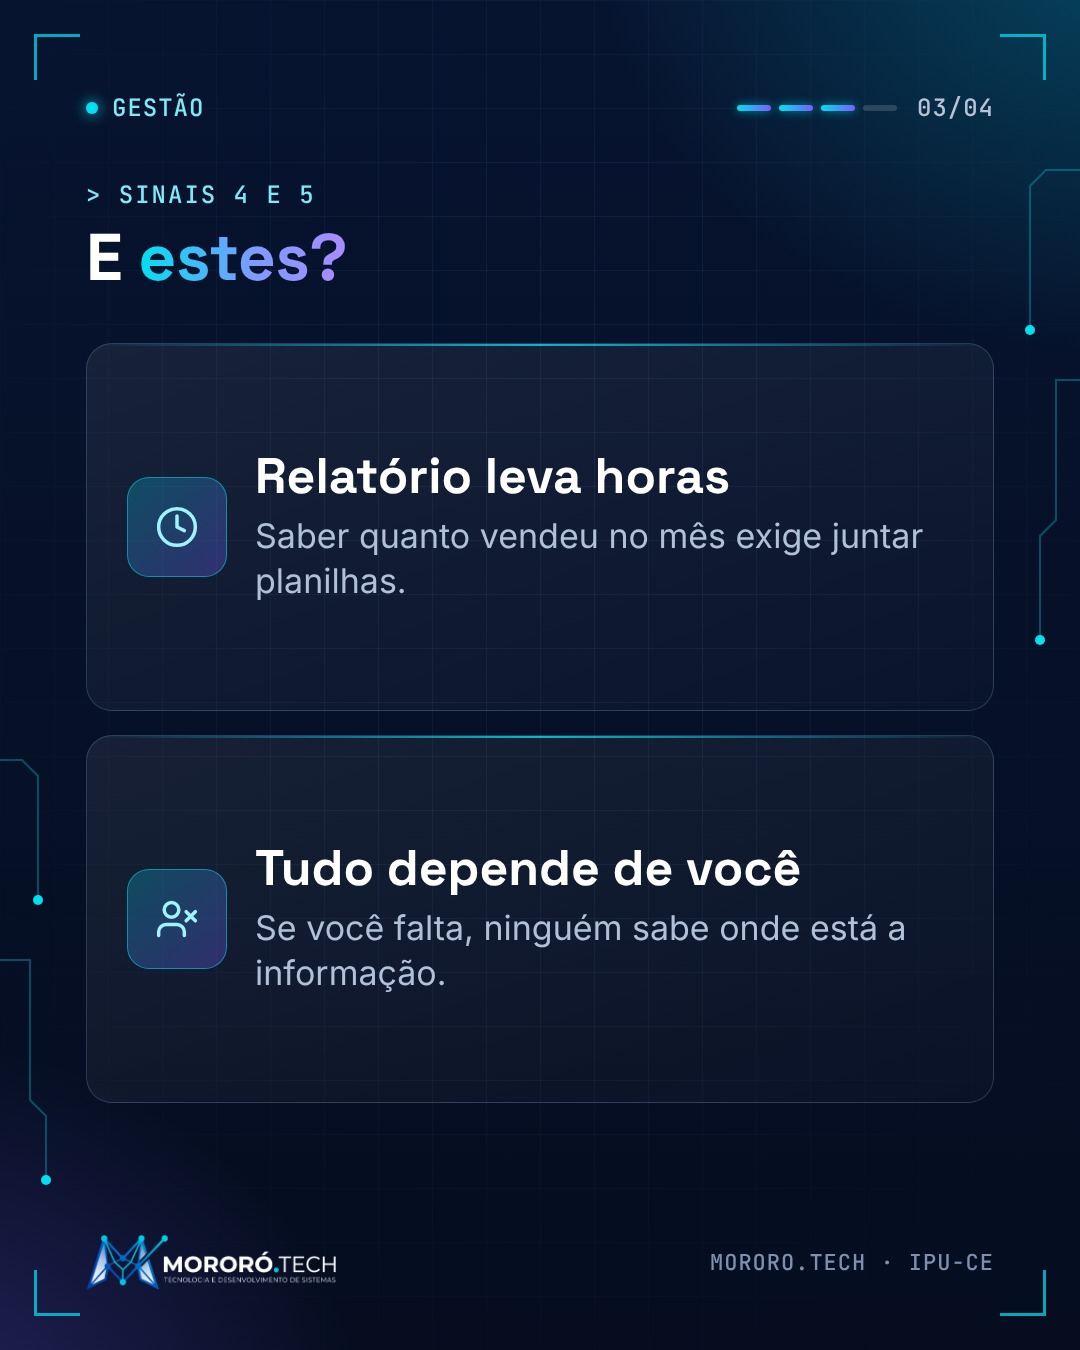 GESTÃO
03/04
> SINAIS 4 E 5
E estes?
Relatório leva horas
Saber quanto vendeu no mês exige juntar
planilhas.
Tudo depende de você
Se você falta, ninguém sabe onde está a
informação.
MORORÓ.TECH
TECNOLOGIA E DESENVOLVIMENTO DE SISTEMAS
MORORO.TECH · IPU-CE